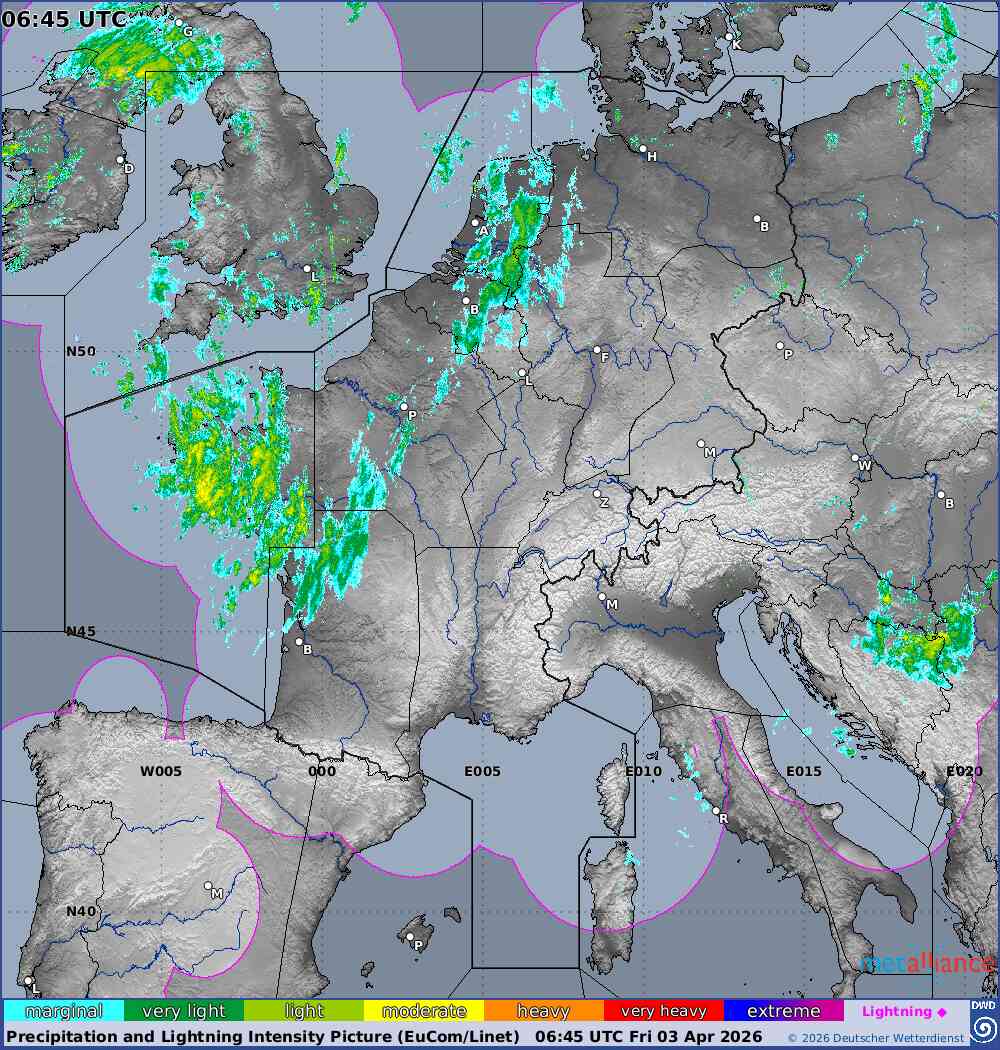 06:45 UTC
G
K
D
H
A
B
L
B
N50
P
F
L
P
M
W
Z
B
M
N45
B
W005
000
E005
E010
E015
E020
R
M
N40
P
L
metalliance
marginal
very light
light
moderate
heavy
very heavy
extreme
Lightning ◆
DWD
Precipitation and Lightning Intensity Picture (EuCom/Linet) 06:45 UTC Fri 03 Apr 2026 © 2026 Deutscher Wetterdienst